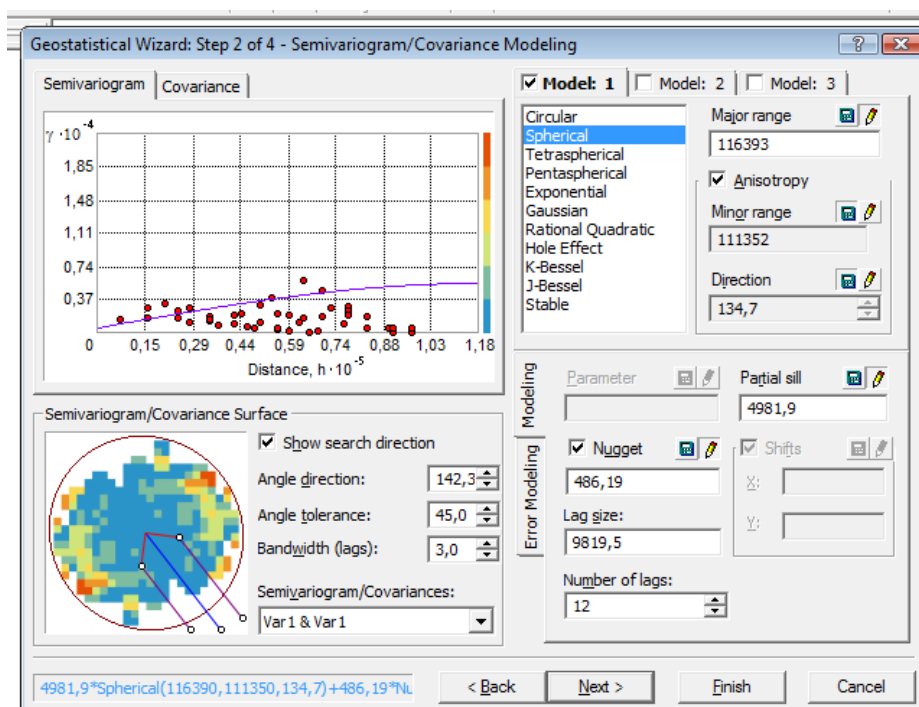 Geostatistical Wizard: Step 2 of 4 - Semivariogram/Covariance Modeling
Semivariogram
Covariance
γ·10 -4
1,85
1,48
1,11
0,74
0,37
0 0,15 0,29 0,44 0,59 0,74 0,88 1,03 1,18
Distance, h·10 -5
Semivariogram/Covariance Surface
Show search direction
Angle direction:
142,3
Angle tolerance:
45,0
Bandwidth (lags):
3,0
Semivariogram/Covariances:
Var1 & Var1
Model: 1
Model: 2
Model: 3
Circular
Spherical
Tetraspherical
Pentaspherical
Exponential
Gaussian
Rational Quadratic
Hole Effect
K-Bessel
J-Bessel
Stable
Major range
116393
Anisotropy
Minor range
111352
Direction
134,7
Modeling
Error Modeling
Parameter
Partial sill
4981,9
Nugget
486,19
Shifts
X:
Y:
Lag size:
9819,5
Number of lags:
12
4981,9*Spherical(116390,111350,134,7)+486,19*Nu
< Back
Next >
Finish
Cancel